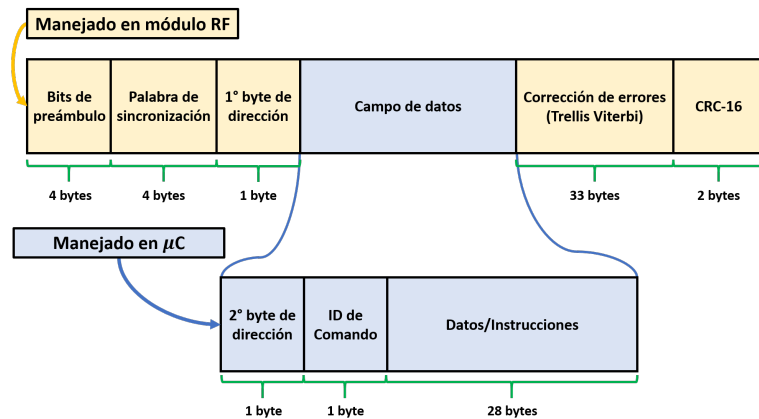 Manejado en módulo RF
Bits de
preámbulo
Palabra de
sincronización
1° byte de
dirección
Campo de datos
Corrección de errores
(Trellis Viterbi)
CRC-16
4 bytes
4 bytes
1 byte
33 bytes
2 bytes
Manejado en μC
2° byte de
dirección
ID de
Comando
Datos/Instrucciones
1 byte
1 byte
28 bytes